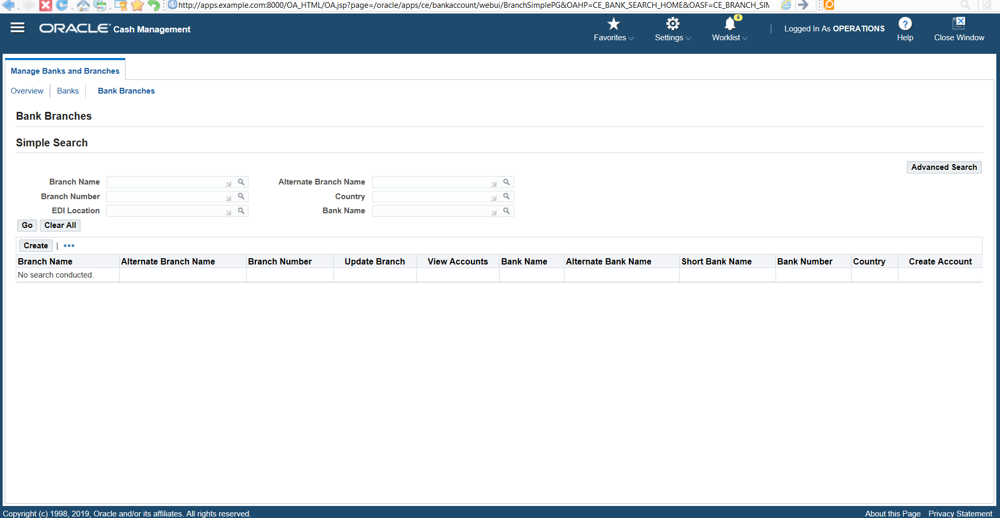 http://apps.example.com:8000/OA_HTML/OA.jsp?page=/oracle/apps/ce/bankaccount/webui/BranchSimplePG&OAHP=CE_BANK_SEARCH_HOME&OASF=CE_BRANCH_SIM
ORACLE Cash Management
Favorites Settings 4 Worklist Logged In As OPERATIONS Help Close Window
Manage Banks and Branches
Overview Banks Bank Branches
Bank Branches
Simple Search
Advanced Search
Branch Name Alternate Branch Name
Branch Number Country
EDI Location Bank Name
Go Clear All
Create | •••
Branch Name Alternate Branch Name Branch Number Update Branch View Accounts Bank Name Alternate Bank Name Short Bank Name Bank Number Country Create Account
No search conducted.
Copyright (c) 1998, 2019, Oracle and/or its affiliates. All rights reserved. About this Page Privacy Statement